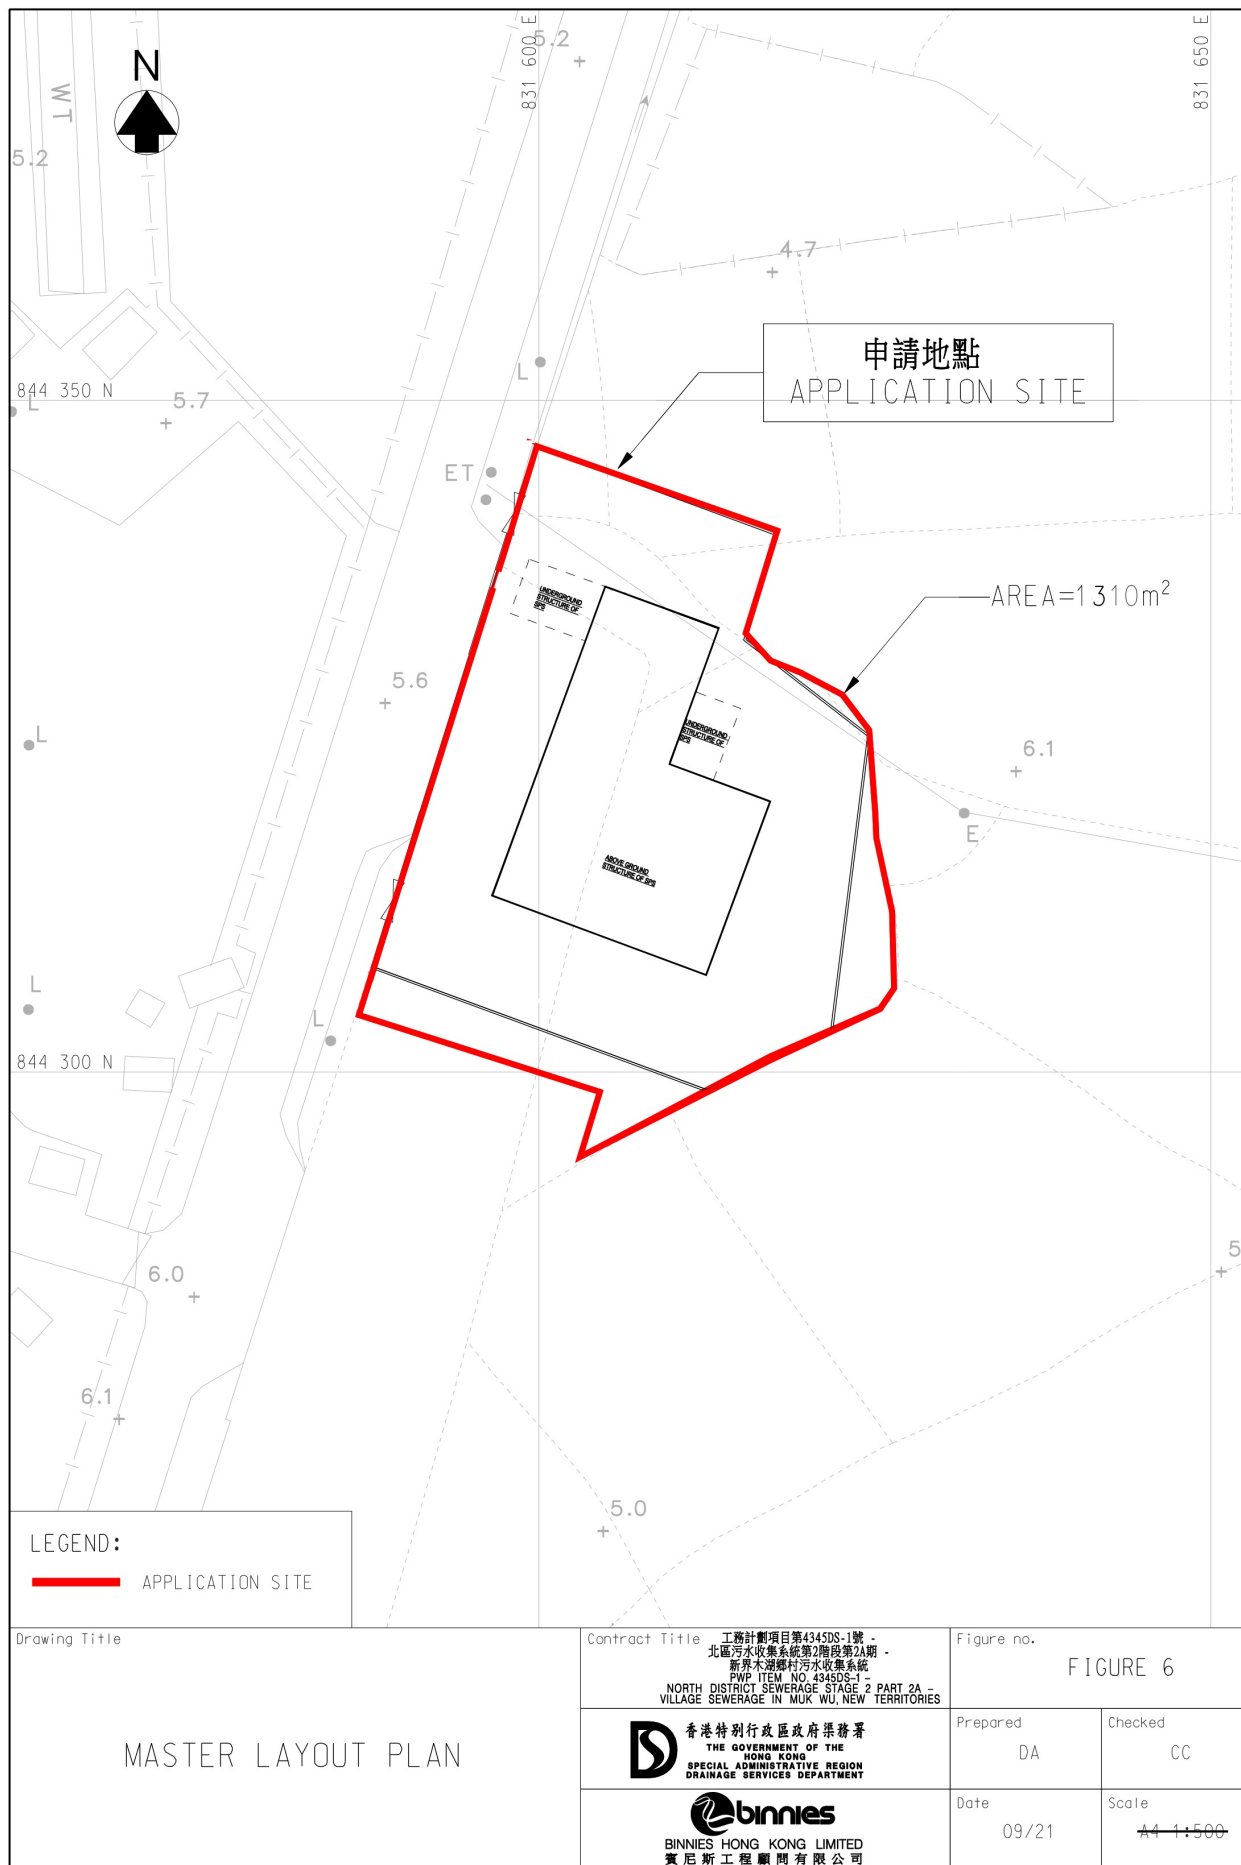 831 600 E
5.2
831 650 E
N
WT
5.2
4.7
申請地點
APPLICATION SITE
L
844 350 N
L
5.7
ET
UNDERGROUND
STRUCTURE OF
SPS
AREA=1310m²
5.6
L
UNDERGROUND
STRUCTURE OF
SPS
6.1
E
ABOVE GROUND
STRUCTURE OF SPS
L
L
844 300 N
5
6.0
6.1
5.0
LEGEND:
APPLICATION SITE
Drawing Title
MASTER LAYOUT PLAN
Contract Title
工務計劃項目第4345DS-1號 -
北區污水收集系統第2階段第2A期 -
新界木湖鄉村污水收集系統
PWP ITEM NO. 4345DS-1 -
NORTH DISTRICT SEWERAGE STAGE 2 PART 2A -
VILLAGE SEWERAGE IN MUK WU, NEW TERRITORIES
Figure no.
FIGURE 6
香港特別行政區政府渠務署
THE GOVERNMENT OF THE
HONG KONG
SPECIAL ADMINISTRATIVE REGION
DRAINAGE SERVICES DEPARTMENT
Prepared
DA
Checked
CC
binnies
BINNIES HONG KONG LIMITED
賓尼斯工程顧問有限公司
Date
09/21
Scale
A4 1:500